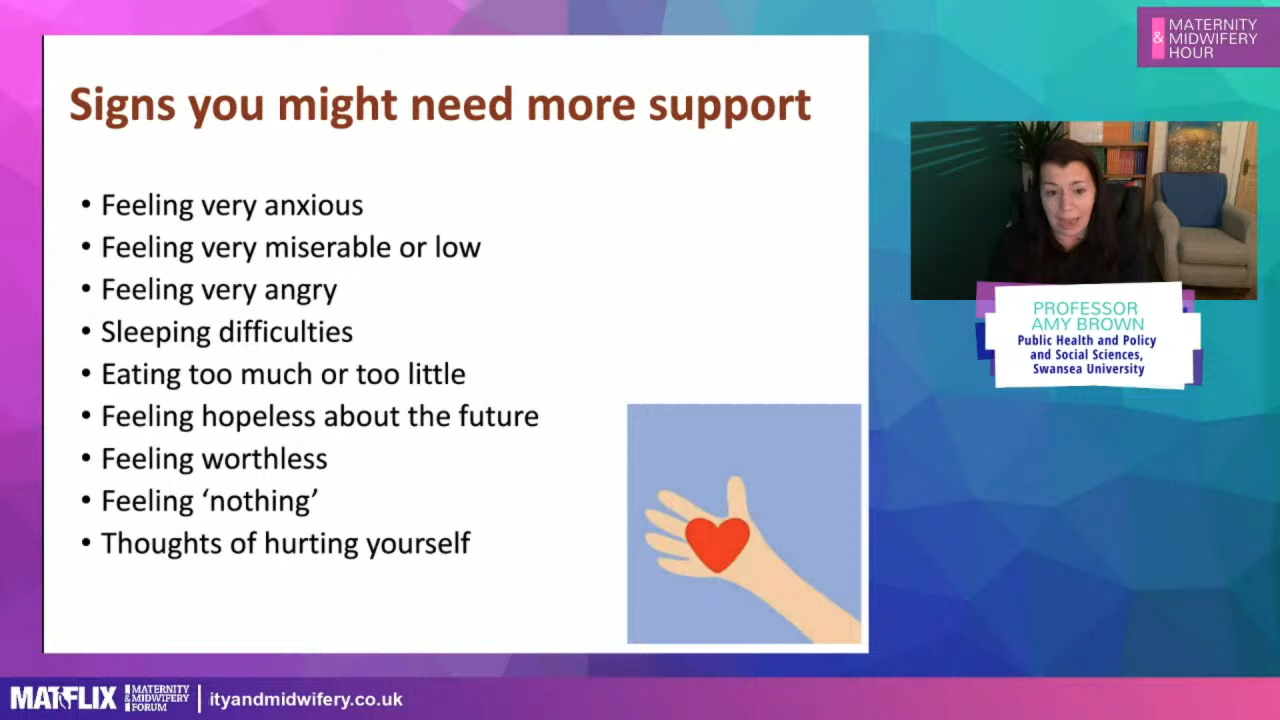 MATERNITY
& MIDWIFERY
HOUR
Signs you might need more support
• Feeling very anxious
• Feeling very miserable or low
• Feeling very angry
• Sleeping difficulties
• Eating too much or too little
• Feeling hopeless about the future
• Feeling worthless
• Feeling ‘nothing’
• Thoughts of hurting yourself
PROFESSOR
AMY BROWN
Public Health and Policy
and Social Sciences,
Swansea University
MATFLIX
MATERNITY
& MIDWIFERY
FORUM
ityandmidwifery.co.uk